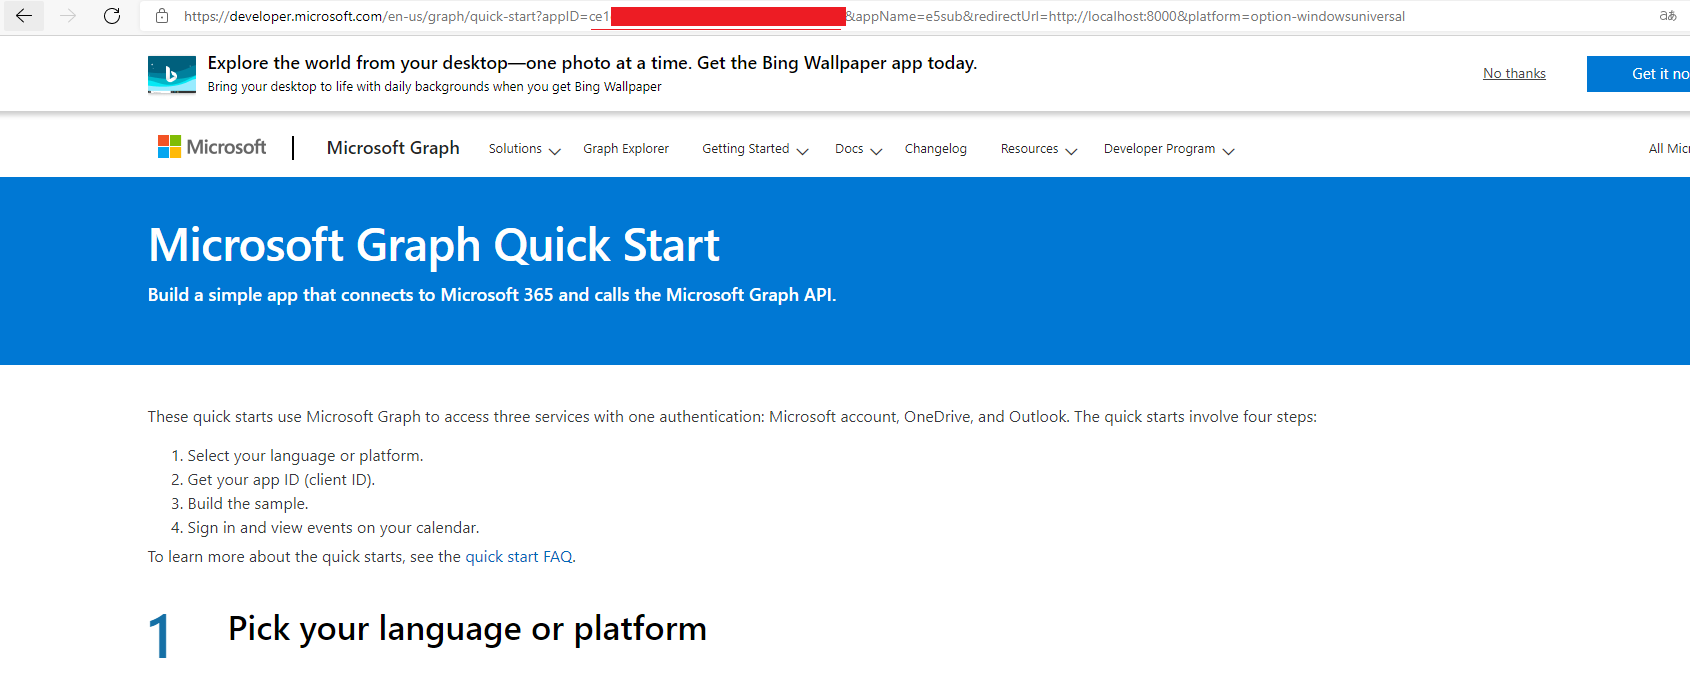 https://developer.microsoft.com/en-us/graph/quick-start?appID=ce1 &appName=e5sub&redirectUrl=http://localhost:8000&platform=option-windowsuniversal aあ
Explore the world from your desktop—one photo at a time. Get the Bing Wallpaper app today.
Bring your desktop to life with daily backgrounds when you get Bing Wallpaper
No thanks
Get it no
Microsoft | Microsoft Graph Solutions Graph Explorer Getting Started Docs Changelog Resources Developer Program All Micr
Microsoft Graph Quick Start
Build a simple app that connects to Microsoft 365 and calls the Microsoft Graph API.
These quick starts use Microsoft Graph to access three services with one authentication: Microsoft account, OneDrive, and Outlook. The quick starts involve four steps:
1. Select your language or platform.
2. Get your app ID (client ID).
3. Build the sample.
4. Sign in and view events on your calendar.
To learn more about the quick starts, see the quick start FAQ.
1 Pick your language or platform